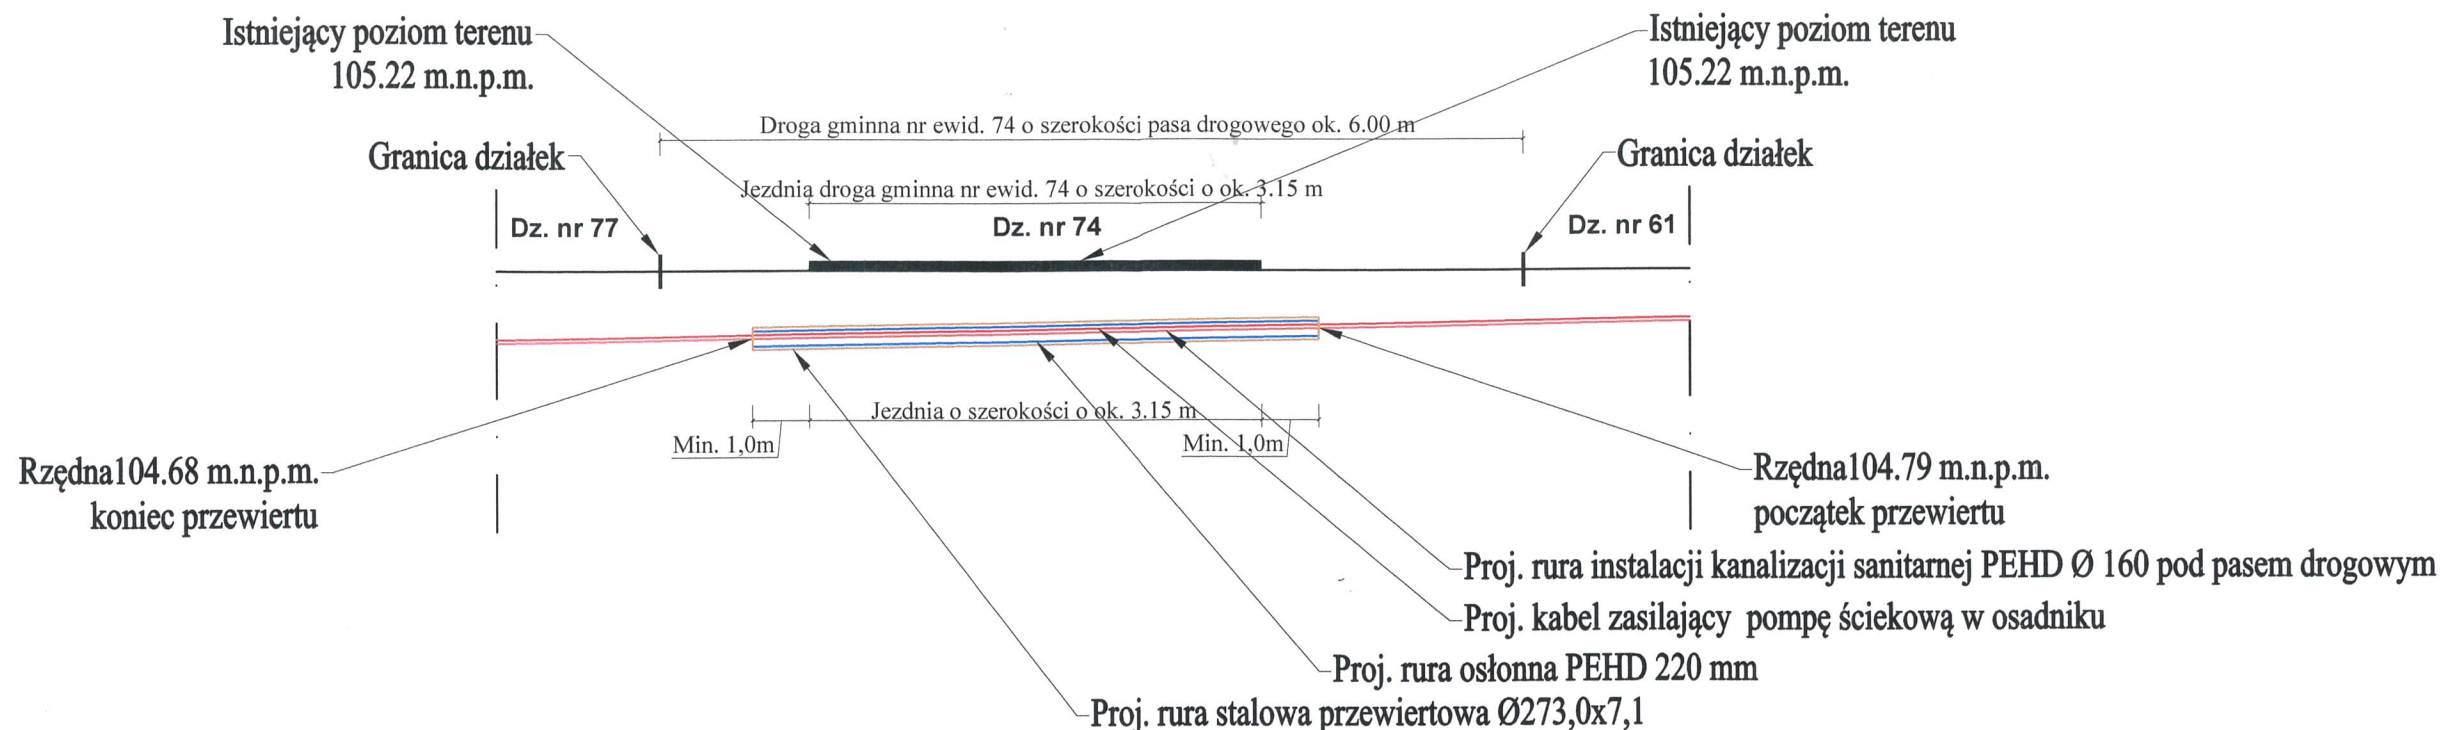 Istniejący poziom terenu
105.22 m.n.p.m.
Istniejący poziom terenu
105.22 m.n.p.m.
Droga gminna nr ewid. 74 o szerokości pasa drogowego ok. 6.00 m
Granica działek
Granica działek
Jezdnia droga gminna nr ewid. 74 o szerokości o ok. 3.15 m
Dz. nr 77
Dz. nr 74
Dz. nr 61
Jezdnia o szerokości o ok. 3.15 m
Min. 1,0m
Min. 1,0m
Rzędna104.68 m.n.p.m.
koniec przewiertu
Rzędna104.79 m.n.p.m.
początek przewiertu
Proj. rura instalacji kanalizacji sanitarnej PEHD Ø 160 pod pasem drogowym
Proj. kabel zasilający pompę ściekową w osadniku
Proj. rura osłonna PEHD 220 mm
Proj. rura stalowa przewiertowa Ø273,0x7,1